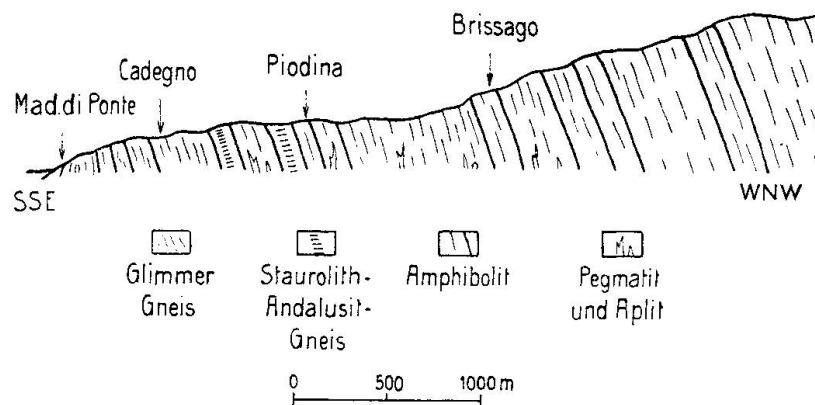 Brissago
Cadegno
Piodina
Mad.di Ponte
SSE
WNW
Glimmer
Gneis
Staurolith-
Andalusit-
Gneis
Amphibolit
Pegmatit
und Aplit
0 500 1000 m